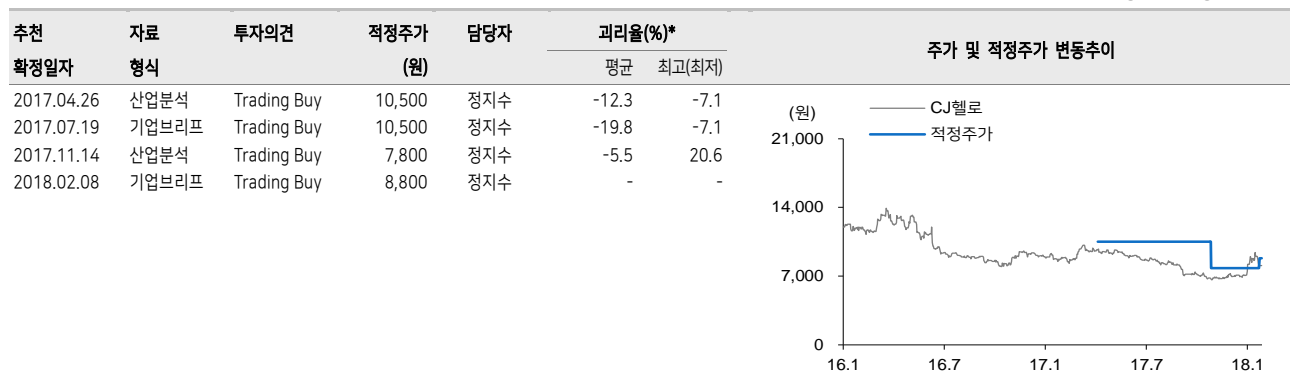 추천 자료 투자의견 적정주가 담당자 괴리율(%)* 주가 및 적정주가 변동추이
확정일자 형식 (원) 평균 최고(최저)
2017.04.26 산업분석 Trading Buy 10,500 정지수 -12.3 -7.1
2017.07.19 기업브리프 Trading Buy 10,500 정지수 -19.8 -7.1
2017.11.14 산업분석 Trading Buy 7,800 정지수 -5.5 20.6
2018.02.08 기업브리프 Trading Buy 8,800 정지수 - -
(원)
CJ헬로
적정주가
21,000
14,000
7,000
0
16.1 16.7 17.1 17.7 18.1